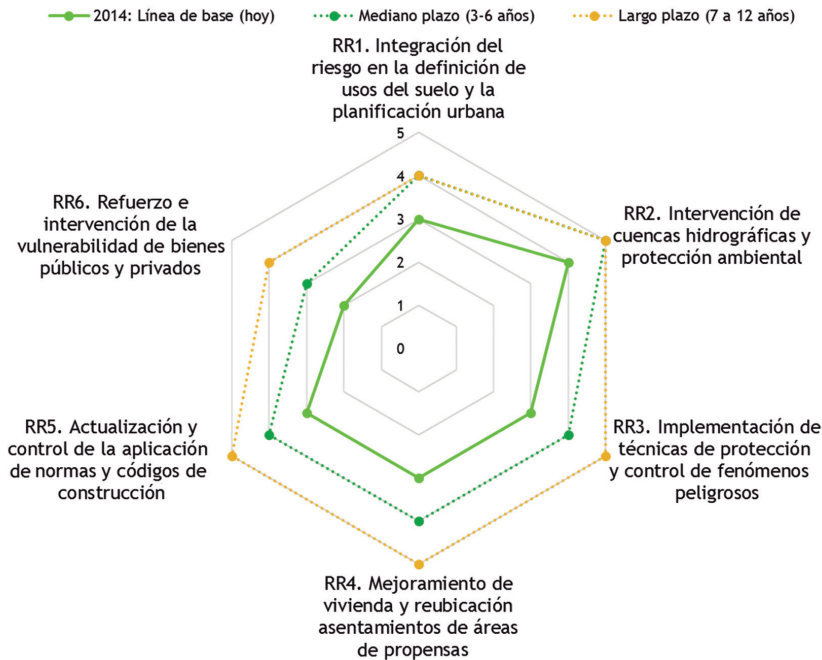 2014: Línea de base (hoy)
Mediano plazo (3-6 años)
Largo plazo (7 a 12 años)
RR1. Integración del
riesgo en la definición de
usos del suelo y la
planificación urbana
5
4
3
2
1
0
RR2. Intervención de
cuencas hidrográficas y
protección ambiental
RR3. Implementación de
técnicas de protección
y control de fenómenos
peligrosos
RR4. Mejoramiento de
vivienda y reubicación
asentamientos de áreas
de propensas
RR5. Actualización y
control de la aplicación
de normas y códigos de
construcción
RR6. Refuerzo e
intervención de la
vulnerabilidad de bienes
públicos y privados